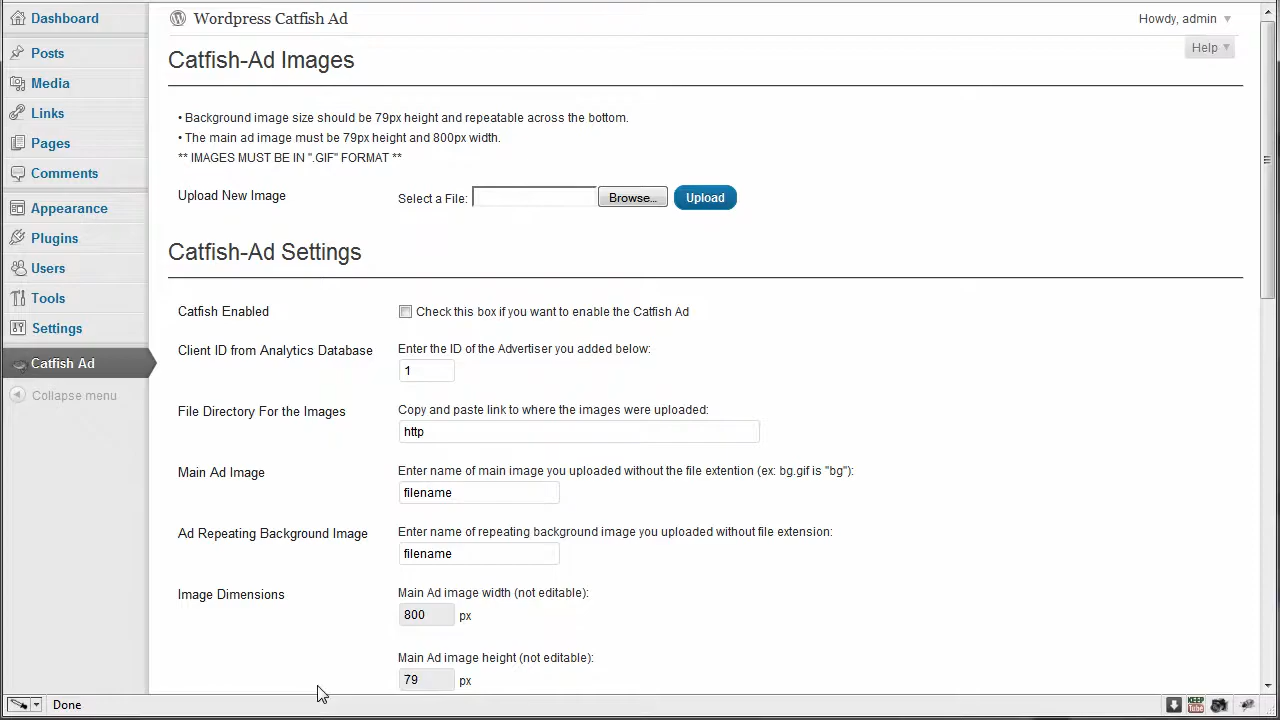 Dashboard
Posts
Media
Links
Pages
Comments
Appearance
Plugins
Users
Tools
Settings
Catfish Ad
Collapse menu
Wordpress Catfish Ad
Howdy, admin
Help
Catfish-Ad Images
• Background image size should be 79px height and repeatable across the bottom.
• The main ad image must be 79px height and 800px width.
** IMAGES MUST BE IN ".GIF" FORMAT **
Upload New Image
Select a File: Browse... Upload
Catfish-Ad Settings
Catfish Enabled
Check this box if you want to enable the Catfish Ad
Client ID from Analytics Database
Enter the ID of the Advertiser you added below:
1
File Directory For the Images
Copy and paste link to where the images were uploaded:
http
Main Ad Image
Enter name of main image you uploaded without the file extention (ex: bg.gif is "bg"):
filename
Ad Repeating Background Image
Enter name of repeating background image you uploaded without file extension:
filename
Image Dimensions
Main Ad image width (not editable):
800 px
Main Ad image height (not editable):
79 px
Done
KEEP
Tube